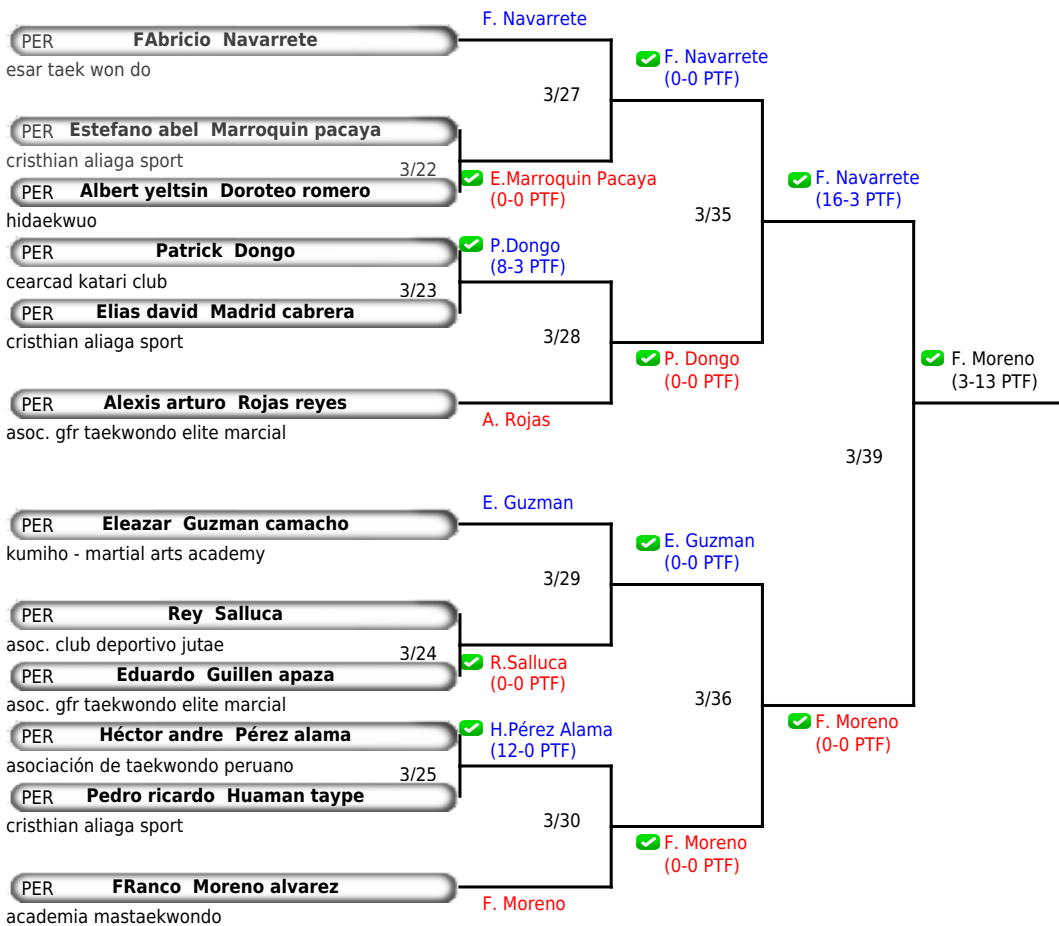 PER FAbricio Navarrete
esar taek won do
PER Estefano abel Marroquin pacaya
cristhian aliaga sport
3/22
PER Albert yeltsin Doroteo romero
hidaekwuo
PER Patrick Dongo
cearcad katari club
3/23
PER Elias david Madrid cabrera
cristhian aliaga sport
PER Alexis arturo Rojas reyes
asoc. gfr taekwondo elite marcial
PER Eleazar Guzman camacho
kumiho - martial arts academy
PER Rey Salluca
asoc. club deportivo jutae
3/24
PER Eduardo Guillen apaza
asoc. gfr taekwondo elite marcial
PER Héctor andre Pérez alama
asociación de taekwondo peruano
3/25
PER Pedro ricardo Huaman taype
cristhian aliaga sport
PER FRanco Moreno alvarez
academia mastaekwondo
F. Navarrete
3/27
E.Marroquin Pacaya
(0-0 PTF)
P.Dongo
(8-3 PTF)
3/28
A. Rojas
E. Guzman
3/29
R.Salluca
(0-0 PTF)
H.Pérez Alama
(12-0 PTF)
3/30
F. Moreno
F. Navarrete
(0-0 PTF)
3/35
P. Dongo
(0-0 PTF)
E. Guzman
(0-0 PTF)
3/36
F. Moreno
(0-0 PTF)
F. Navarrete
(16-3 PTF)
3/39
F. Moreno
(0-0 PTF)
F. Moreno
(3-13 PTF)